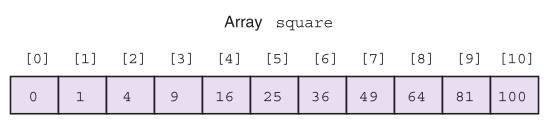 Array square
[0] [1] [2] [3] [4] [5] [6] [7] [8] [9] [10]
0 1 4 9 16 25 36 49 64 81 100